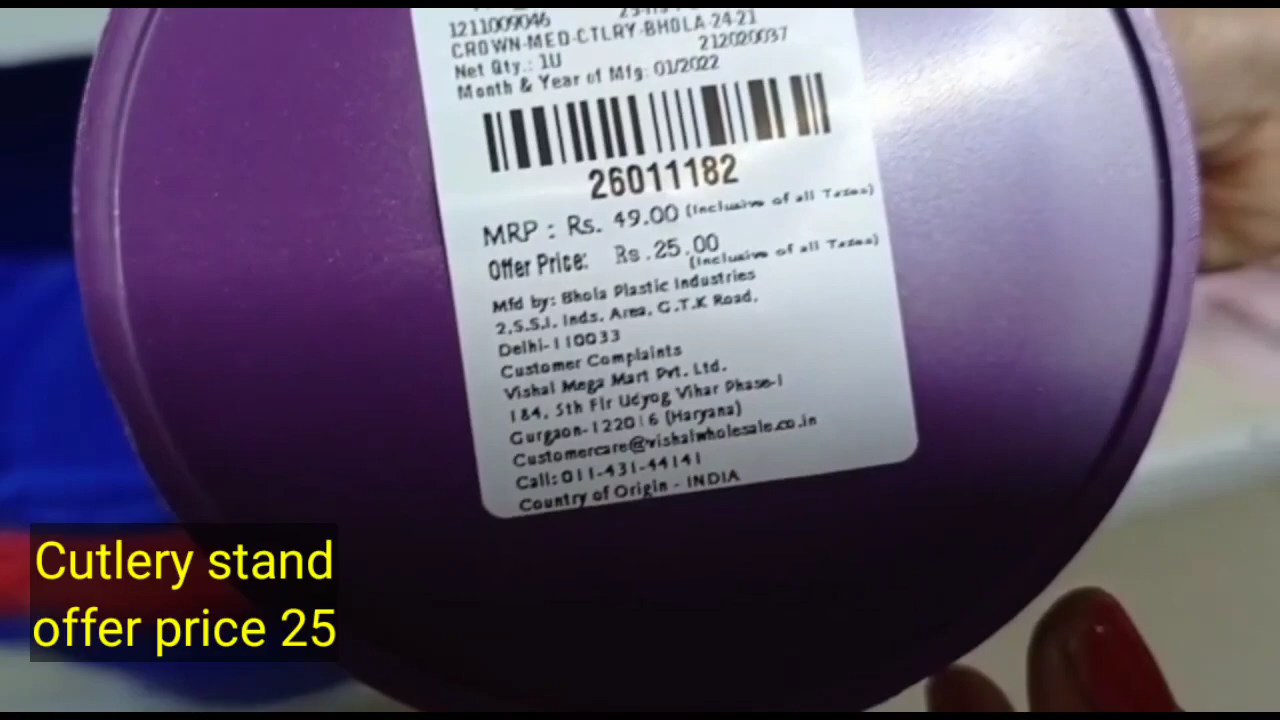 1211009046
CROWN-MED-CTLRY-BHOLA-24-21
212020037
Net Qty.: 1U
Month & Year of Mfg: 01/2022
26011182
MRP : Rs. 49.00 (Inclusive of all Taxes)
Offer Price: Rs.25.00
(Inclusive of all Taxes)
Mfd by: Bhola Plastic Industries
2,S.S.I. Inds. Area, G.T.K Road,
Delhi-110033
Customer Complaints
Vishal Mega Mart Pvt. Ltd.
184, 5th Flr Udyog Vihar Phase-I
Gurgaon-122016 (Haryana)
Customercare@vishalwholesale.co.in
Call:011-431-44141
Country of Origin - INDIA
Cutlery stand
offer price 25